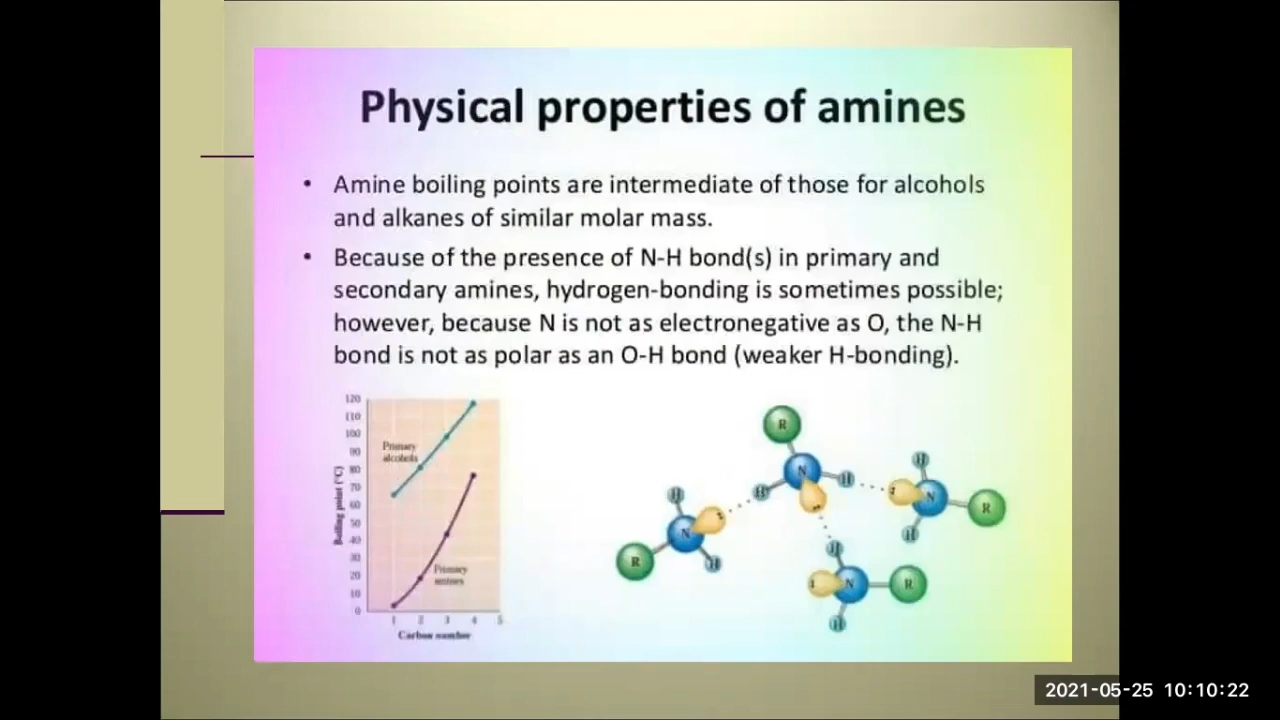 Physical properties of amines
• Amine boiling points are intermediate of those for alcohols
and alkanes of similar molar mass.
• Because of the presence of N-H bond(s) in primary and
secondary amines, hydrogen-bonding is sometimes possible;
however, because N is not as electronegative as O, the N-H
bond is not as polar as an O-H bond (weaker H-bonding).
120
110
100
90
80
70
60
50
40
30
20
10
0
Boiling point (°C)
Primary
alcohols
Primary
amines
1 2 3 4 5
Carbon number
R
N
H
H
H
N
R
H
H
N
R
H
H
N
R
H
2021-05-25 10:10:22